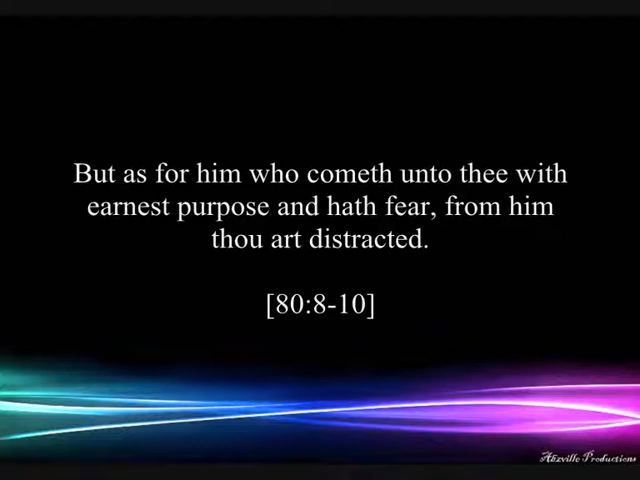 But as for him who cometh unto thee with
earnest purpose and hath fear, from him
thou art distracted.
[80:8-10]
Alizville Productions